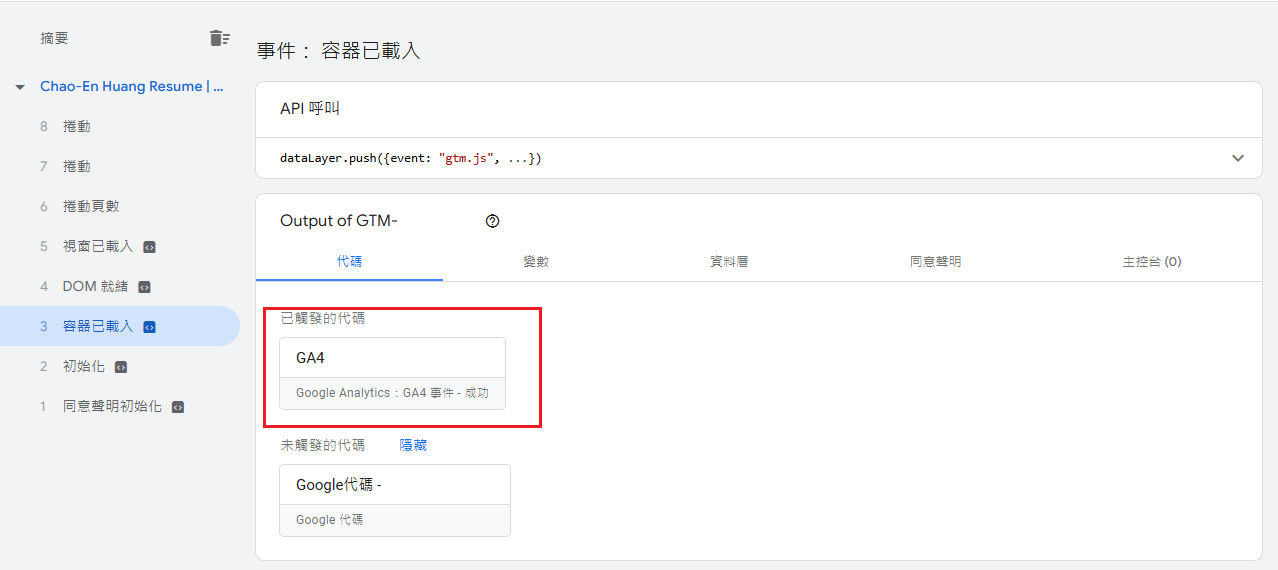 摘要
Chao-En Huang Resume | ...
8 捲動
7 捲動
6 捲動頁數
5 視窗已載入
4 DOM 就緒
3 容器已載入
2 初始化
1 同意聲明初始化
事件： 容器已載入
API 呼叫
dataLayer.push({event: "gtm.js", ...})
Output of GTM-
代碼 變數 資料層 同意聲明 主控台 (0)
已觸發的代碼
GA4
Google Analytics：GA4 事件 - 成功
未觸發的代碼 隱藏
Google代碼 -
Google 代碼